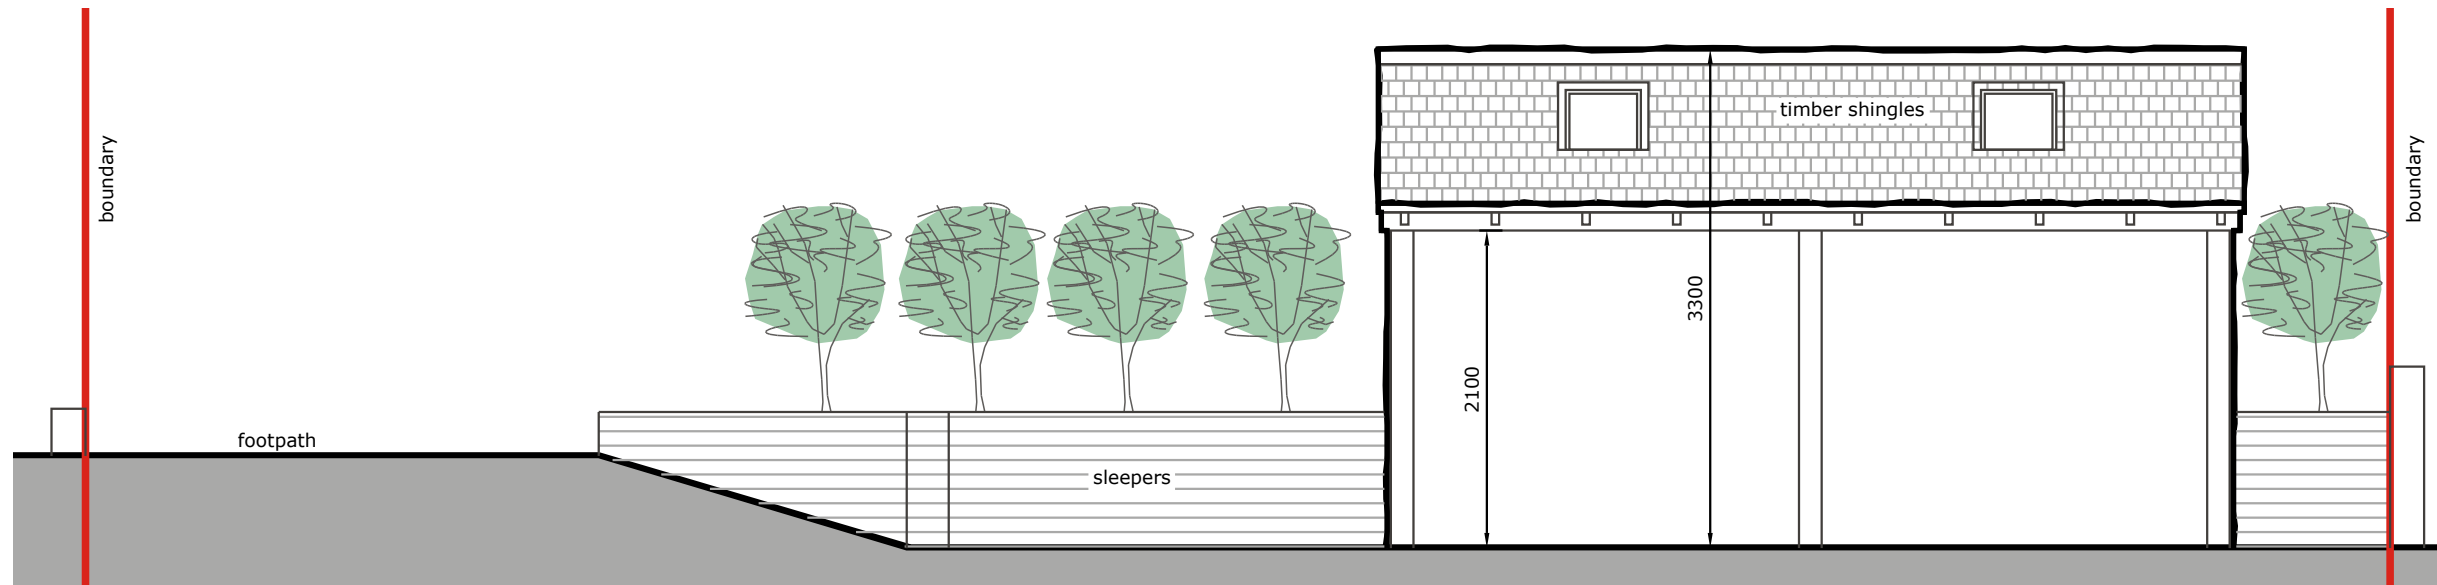 boundary
footpath
sleepers
2100
3300
timber shingles
boundary